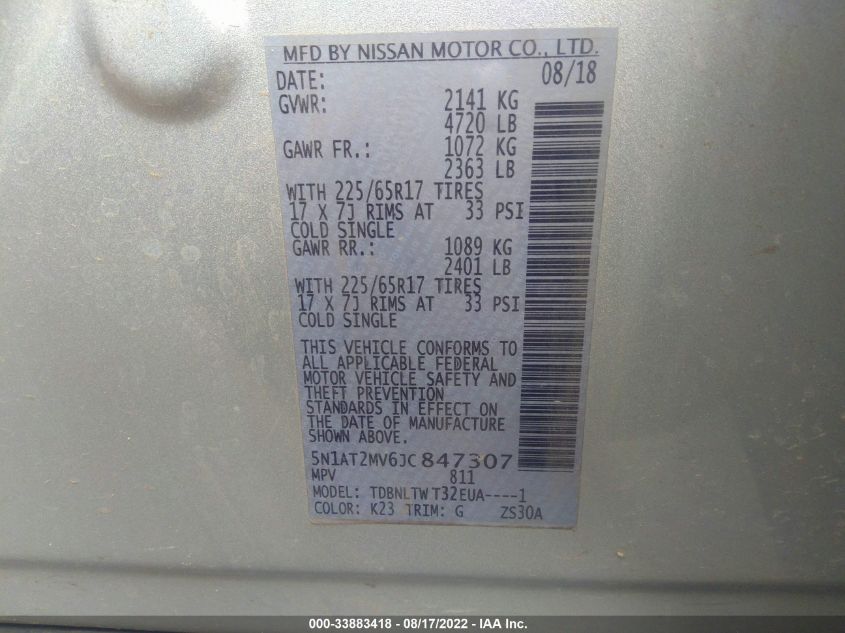 MFD BY NISSAN MOTOR CO., LTD.
DATE: 08/18
GVWR: 2141 KG
4720 LB
GAWR FR.: 1072 KG
2363 LB
WITH 225/65R17 TIRES
17 X 7J RIMS AT 33 PSI
COLD SINGLE
GAWR RR.: 1089 KG
2401 LB
WITH 225/65R17 TIRES
17 X 7J RIMS AT 33 PSI
COLD SINGLE
THIS VEHICLE CONFORMS TO
ALL APPLICABLE FEDERAL
MOTOR VEHICLE SAFETY AND
THEFT PREVENTION
STANDARDS IN EFFECT ON
THE DATE OF MANUFACTURE
SHOWN ABOVE.
5N1AT2MV6JC847307
MPV 811
MODEL: TDBNLTW T32EUA----1
COLOR: K23 TRIM: G ZS30A
000-33883418 - 08/17/2022 - IAA Inc.